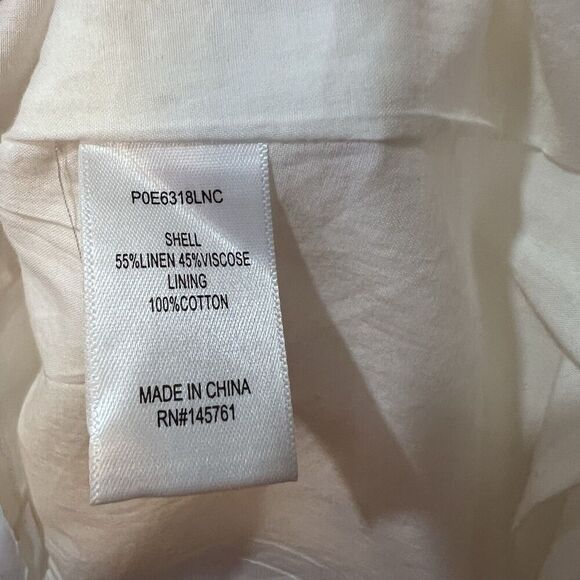 P0E6318LNC
SHELL
55%LINEN 45%VISCOSE
LINING
100%COTTON
MADE IN CHINA
RN#145761